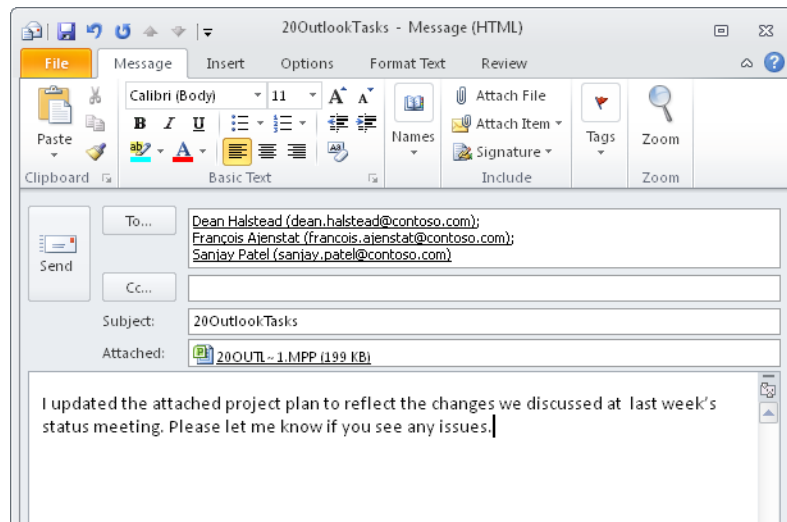 20OutlookTasks - Message (HTML)
File Message Insert Options Format Text Review
Calibri (Body) 11
Paste
B I U
ab A
Names
Attach File
Attach Item
Signature
Tags
Zoom
Clipboard Basic Text Include Zoom
Send
To...
Dean Halstead (dean.halstead@contoso.com);
François Ajenstat (francois.ajenstat@contoso.com);
Sanjay Patel (sanjay.patel@contoso.com)
Cc...
Subject: 20OutlookTasks
Attached: 20OUTL~1.MPP (199 KB)
I updated the attached project plan to reflect the changes we discussed at last week's
status meeting. Please let me know if you see any issues.